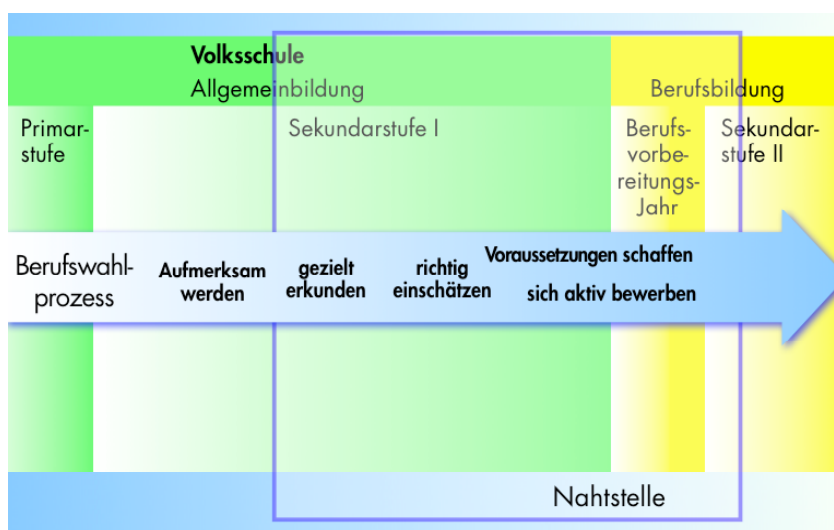 Volksschule
Allgemeinbildung
Berufsbildung
Primar-
stufe
Sekundarstufe I
Berufs-
vorbe-
reitungs-
Jahr
Sekundar-
stufe II
Berufswahl-
prozess
Aufmerksam
werden
gezielt
erkunden
richtig
einschätzen
Voraussetzungen schaffen
sich aktiv bewerben
Nahtstelle